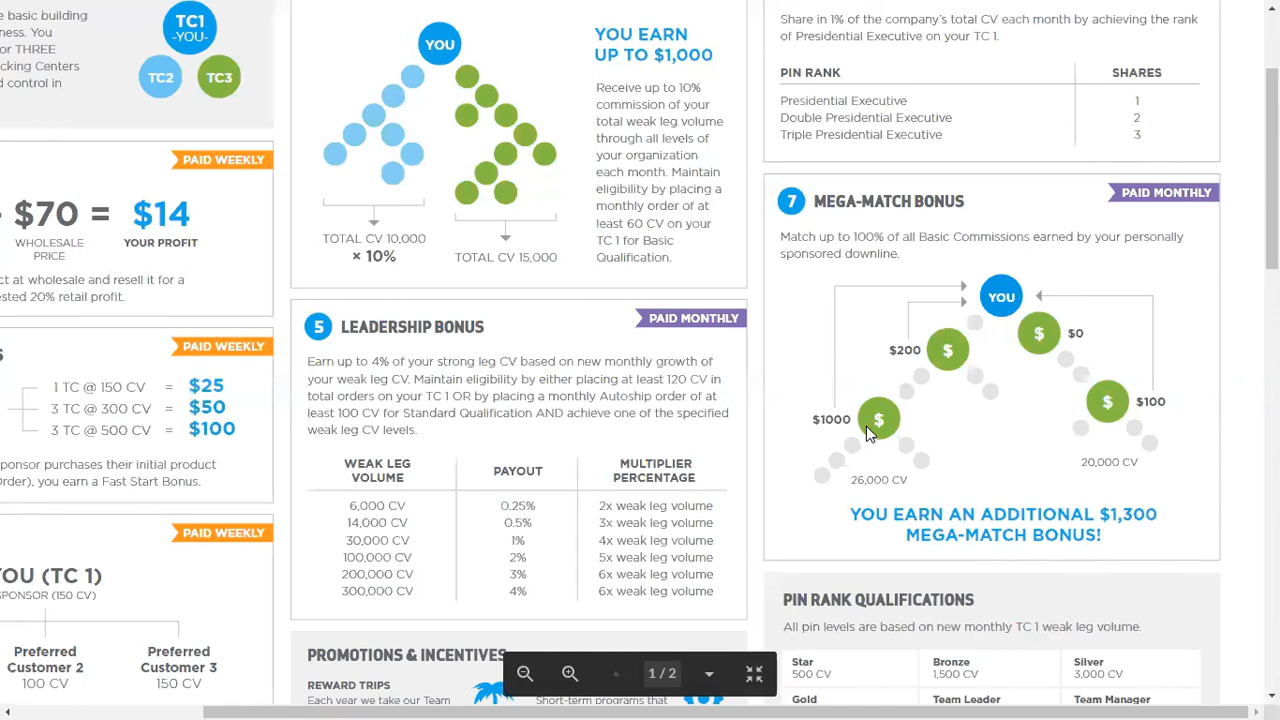 e basic building
ness. You
or THREE
cking Centers
d control in
TC1
-YOU-
TC2
TC3
PAID WEEKLY
$70 = $14
WHOLESALE
PRICE
YOUR PROFIT
ct at wholesale and resell it for a
ested 20% retail profit.
PAID WEEKLY
1 TC @ 150 CV = $25
3 TC @ 300 CV = $50
3 TC @ 500 CV = $100
ponsor purchases their initial product
Order), you earn a Fast Start Bonus.
PAID WEEKLY
YOU (TC 1)
PONSOR (150 CV)
Preferred
Customer 2
100 CV
Preferred
Customer 3
150 CV
YOU
TOTAL CV 10,000
× 10%
TOTAL CV 15,000
YOU EARN
UP TO $1,000
Receive up to 10%
commission of your
total weak leg volume
through all levels of
your organization
each month. Maintain
eligibility by placing a
monthly order of at
least 60 CV on your
TC 1 for Basic
Qualification.
PAID MONTHLY
5 LEADERSHIP BONUS
Earn up to 4% of your strong leg CV based on new monthly growth of
your weak leg CV. Maintain eligibility by either placing at least 120 CV in
total orders on your TC 1 OR by placing a monthly Autoship order of at
least 100 CV for Standard Qualification AND achieve one of the specified
weak leg CV levels.
WEAK LEG
VOLUME
PAYOUT
MULTIPLIER
PERCENTAGE
6,000 CV 0.25% 2x weak leg volume
14,000 CV 0.5% 3x weak leg volume
30,000 CV 1% 4x weak leg volume
100,000 CV 2% 5x weak leg volume
200,000 CV 3% 6x weak leg volume
300,000 CV 4% 6x weak leg volume
PROMOTIONS & INCENTIVES
REWARD TRIPS
Each year we take our Team
Short-term programs that
1 / 2
Share in 1% of the company's total CV each month by achieving the rank
of Presidential Executive on your TC 1.
PIN RANK SHARES
Presidential Executive 1
Double Presidential Executive 2
Triple Presidential Executive 3
PAID MONTHLY
7 MEGA-MATCH BONUS
Match up to 100% of all Basic Commissions earned by your personally
sponsored downline.
YOU
$ $0
$200 $
$ $100
$1000 $
20,000 CV
26,000 CV
YOU EARN AN ADDITIONAL $1,300
MEGA-MATCH BONUS!
PIN RANK QUALIFICATIONS
All pin levels are based on new monthly TC 1 weak leg volume.
Star
500 CV
Bronze
1,500 CV
Silver
3,000 CV
Gold
Team Leader
Team Manager